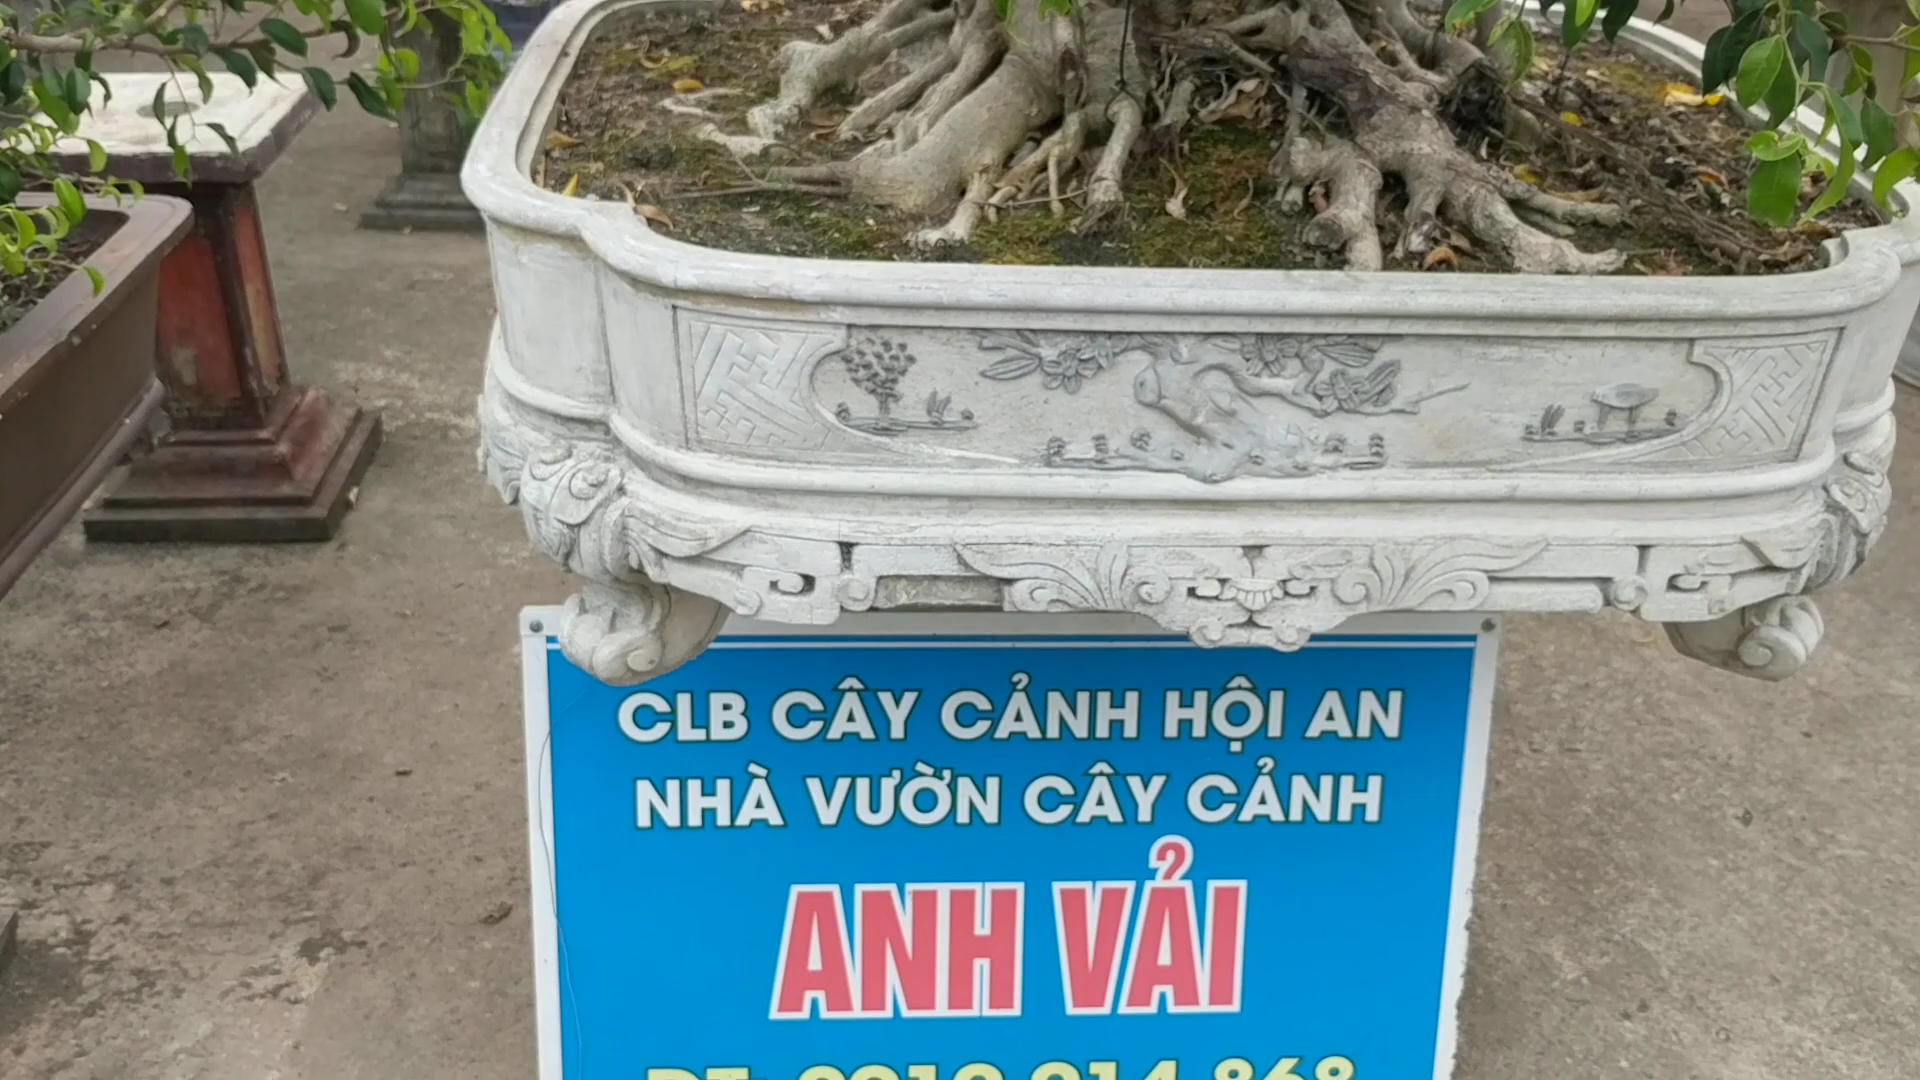 CLB CÂY CẢNH HỘI AN
NHÀ VƯỜN CÂY CẢNH
ANH VẢI